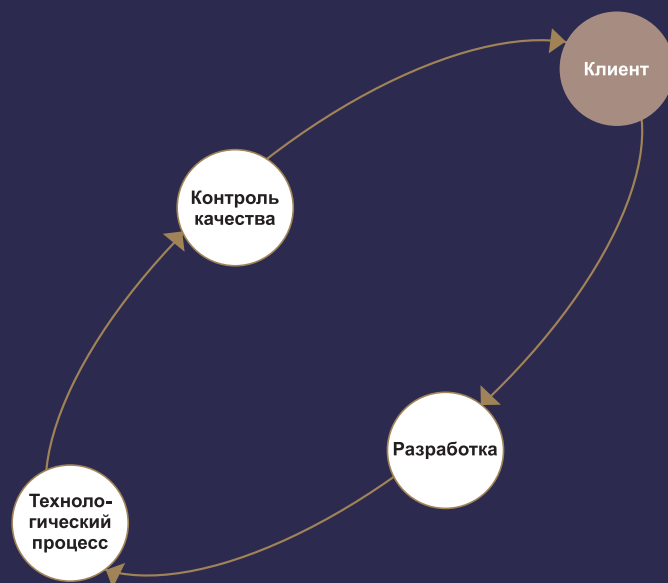 Клиент
Контроль
качества
Разработка
Техноло-
гический
процесс